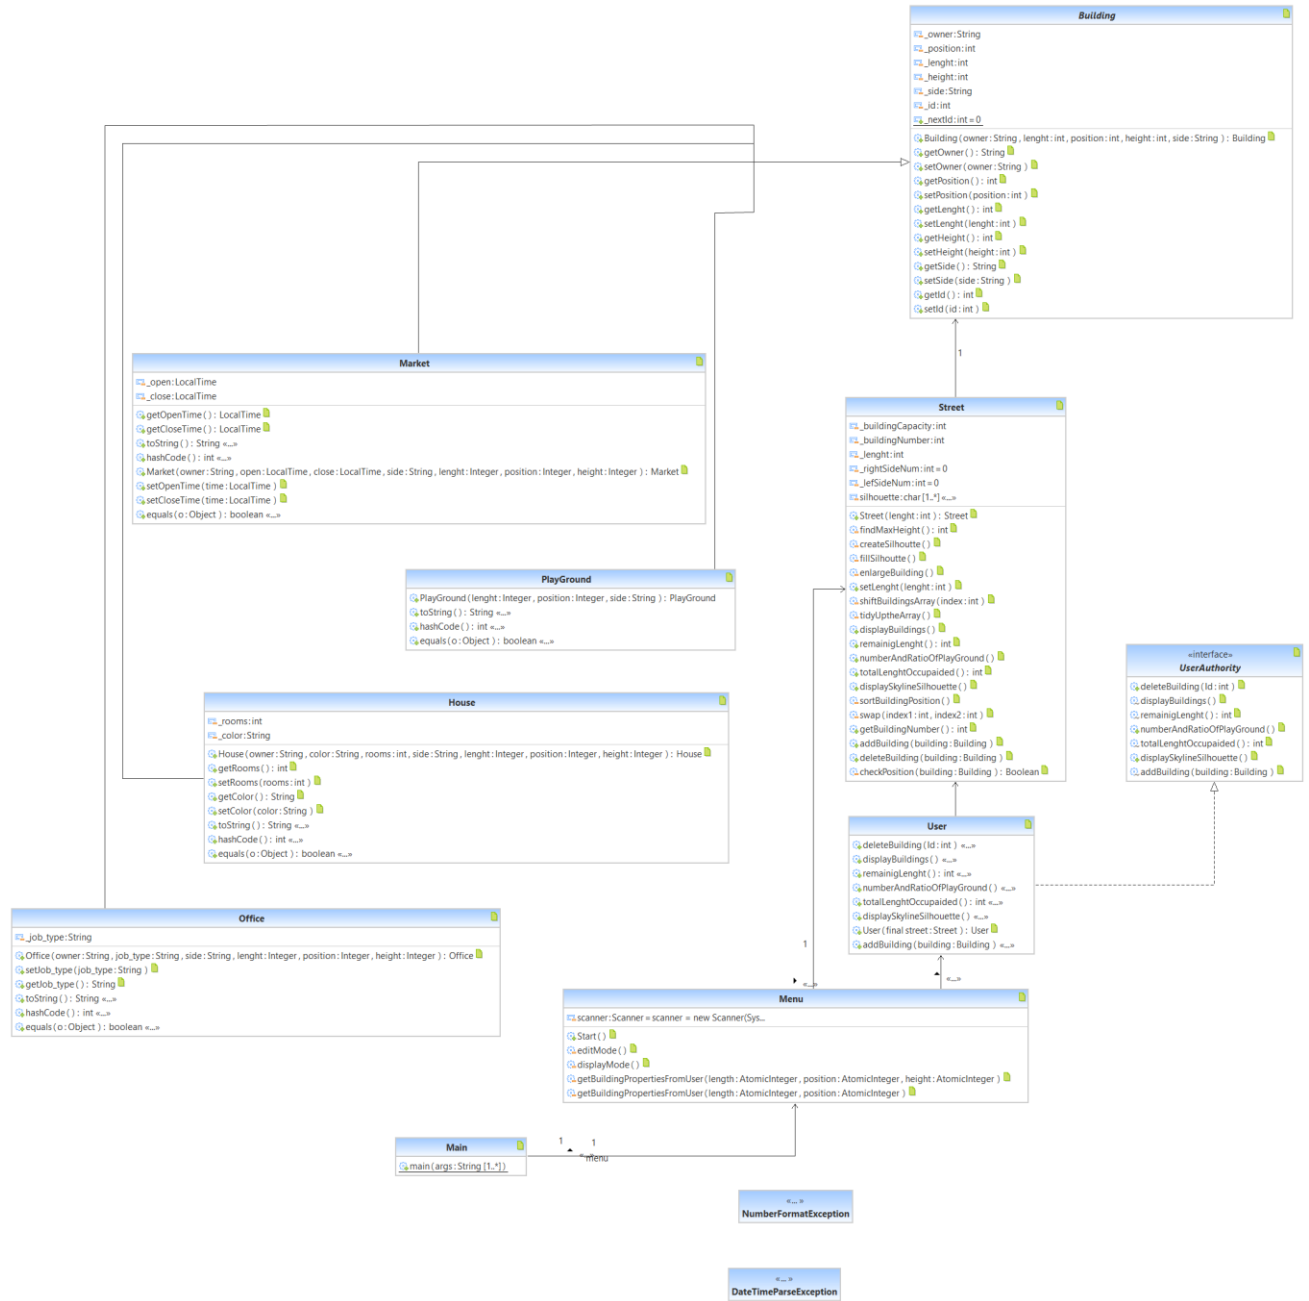 Building
_owner:String
_position:int
_lenght:int
_height:int
_side:String
_id:int
_nextId:int = 0
Building ( owner:String , lenght:int , position:int , height:int , side:String ) : Building
getOwner ( ) : String
setOwner ( owner:String )
getPosition ( ) : int
setPosition ( position:int )
getLenght ( ) : int
setLenght ( lenght:int )
getHeight ( ) : int
setHeight ( height:int )
getSide ( ) : String
setSide ( side:String )
getId ( ) : int
setId ( id:int )
1
Market
_open:LocalTime
_close:LocalTime
getOpenTime ( ) : LocalTime
getCloseTime ( ) : LocalTime
toString ( ) : String «...»
hashCode ( ) : int «...»
Market ( owner:String , open:LocalTime , close:LocalTime , side:String , lenght:Integer , position:Integer , height:Integer ) : Market
setOpenTime ( time:LocalTime )
setCloseTime ( time:LocalTime )
equals ( o:Object ) : boolean «...»
Street
_buildingCapacity:int
_buildingNumber:int
_lenght:int
_rightSideNum:int = 0
_lefSideNum:int = 0
silhouette:char [1..*] «...»
Street ( lenght:int ) : Street
findMaxHeight ( ) : int
createSilhoutte ( )
fillSilhoutte ( )
enlargeBuilding ( )
setLenght ( lenght:int )
shiftBuildingsArray ( index:int )
tidyUptheArray ( )
displayBuildings ( )
remainigLenght ( ) : int
numberAndRatioOfPlayGround ( )
totalLenghtOccupaided ( ) : int
displaySkylineSilhouette ( )
sortBuildingPosition ( )
swap ( index1:int , index2:int )
getBuildingNumber ( ) : int
addBuilding ( building:Building )
deleteBuilding ( building:Building )
checkPosition ( building:Building ) : Boolean
PlayGround
PlayGround ( lenght:Integer , position:Integer , side:String ) : PlayGround
toString ( ) : String «...»
hashCode ( ) : int «...»
equals ( o:Object ) : boolean «...»
«interface»
UserAuthority
deleteBuilding ( Id:int )
displayBuildings ( )
remainigLenght ( ) : int
numberAndRatioOfPlayGround ( )
totalLenghtOccupaided ( ) : int
displaySkylineSilhouette ( )
addBuilding ( building:Building )
House
_rooms:int
_color:String
House ( owner:String , color:String , rooms:int , side:String , lenght:Integer , position:Integer , height:Integer ) : House
getRooms ( ) : int
setRooms ( rooms:int )
getColor ( ) : String
setColor ( color:String )
toString ( ) : String «...»
hashCode ( ) : int «...»
equals ( o:Object ) : boolean «...»
User
deleteBuilding ( Id:int ) «...»
displayBuildings ( ) «...»
remainigLenght ( ) : int «...»
numberAndRatioOfPlayGround ( ) «...»
totalLenghtOccupaided ( ) : int «...»
displaySkylineSilhouette ( ) «...»
User ( final street:Street ) : User
addBuilding ( building:Building ) «...»
Office
_job_type:String
Office ( owner:String , job_type:String , side:String , lenght:Integer , position:Integer , height:Integer ) : Office
setJob_type ( job_type:String )
getJob_type ( ) : String
toString ( ) : String «...»
hashCode ( ) : int «...»
equals ( o:Object ) : boolean «...»
1
«...»
«...»
Menu
scanner:Scanner = scanner = new Scanner(Sys...
Start ( )
editMode ( )
displayMode ( )
getBuildingPropertiesFromUser ( length:AtomicInteger , position:AtomicInteger , height:AtomicInteger )
getBuildingPropertiesFromUser ( length:AtomicInteger , position:AtomicInteger )
Main
main ( args:String [1..*] )
1
1
menu
«...»
NumberFormatException
«...»
DateTimeParseException